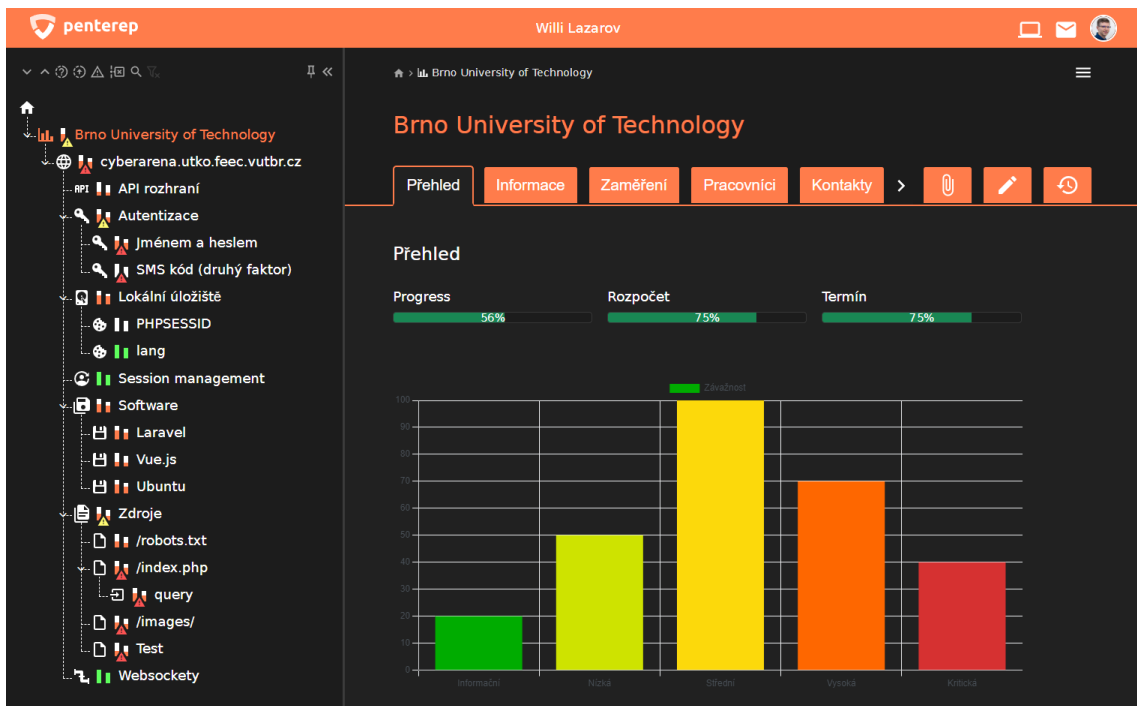 penterep
Willi Lazarov
Brno University of Technology
cyberarena.utko.feec.vutbr.cz
API API rozhraní
Autentizace
Jménem a heslem
SMS kód (druhý faktor)
Lokální úložiště
PHPSESSID
lang
Session management
Software
Laravel
Vue.js
Ubuntu
Zdroje
/robots.txt
/index.php
query
/images/
Test
Websockety
Brno University of Technology
Brno University of Technology
Přehled Informace Zaměření Pracovníci Kontakty
Přehled
Progress Rozpočet Termín
56% 75% 75%
Závažnost
100
90
80
70
60
50
40
30
20
10
0
Informační Nízká Střední Vysoká Kritická